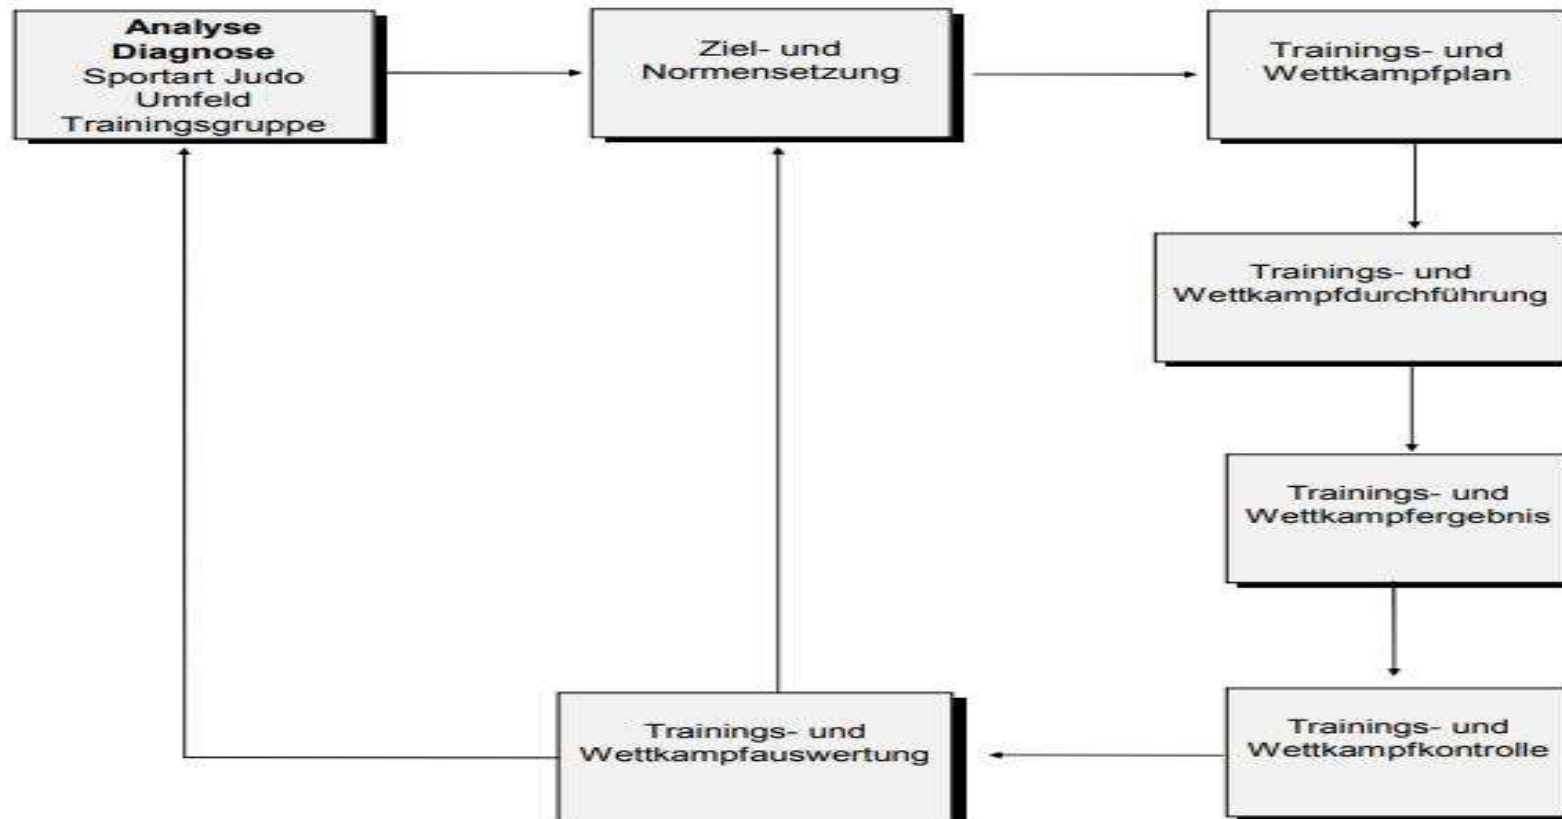 Analyse
Diagnose
Sportart Judo
Umfeld
Trainingsgruppe
Ziel- und
Normensetzung
Trainings- und
Wettkampfplan
Trainings- und
Wettkampfdurchführung
Trainings- und
Wettkampfergebnis
Trainings- und
Wettkampfkontrolle
Trainings- und
Wettkampfauswertung